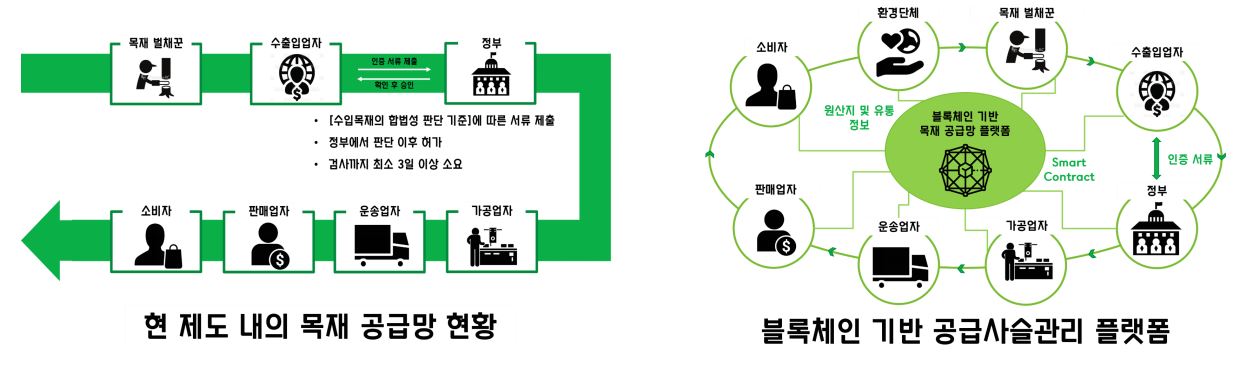 목재 벌채꾼
수출입업자
인증 서류 제출
확인 후 승인
정부
• [수입목재의 합법성 판단 기준]에 따른 서류 제출
• 정부에서 판단 이후 허가
• 검사까지 최소 3일 이상 소요
소비자
판매업자
운송업자
가공업자
현 제도 내의 목재 공급망 현황
환경단체
목재 벌채꾼
소비자
수출입업자
원산지 및 유통
정보
블록체인 기반
목재 공급망 플랫폼
Smart
Contract
인증 서류
판매업자
정부
운송업자
가공업자
블록체인 기반 공급사슬관리 플랫폼